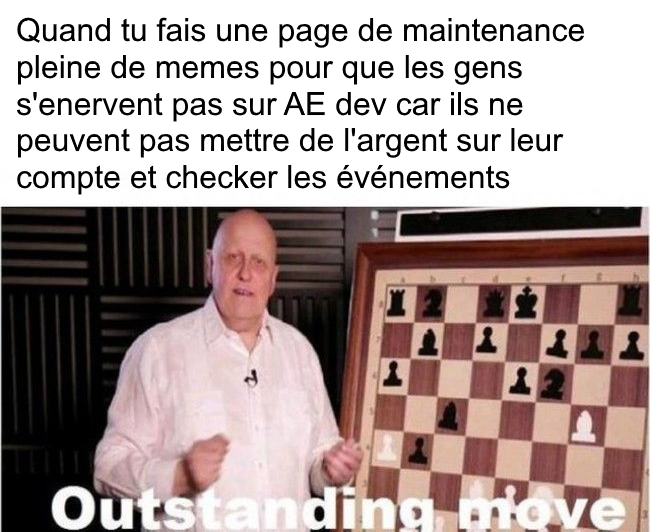 Quand tu fais une page de maintenance
pleine de memes pour que les gens
s'enervent pas sur AE dev car ils ne
peuvent pas mettre de l'argent sur leur
compte et checker les événements
Outstanding move